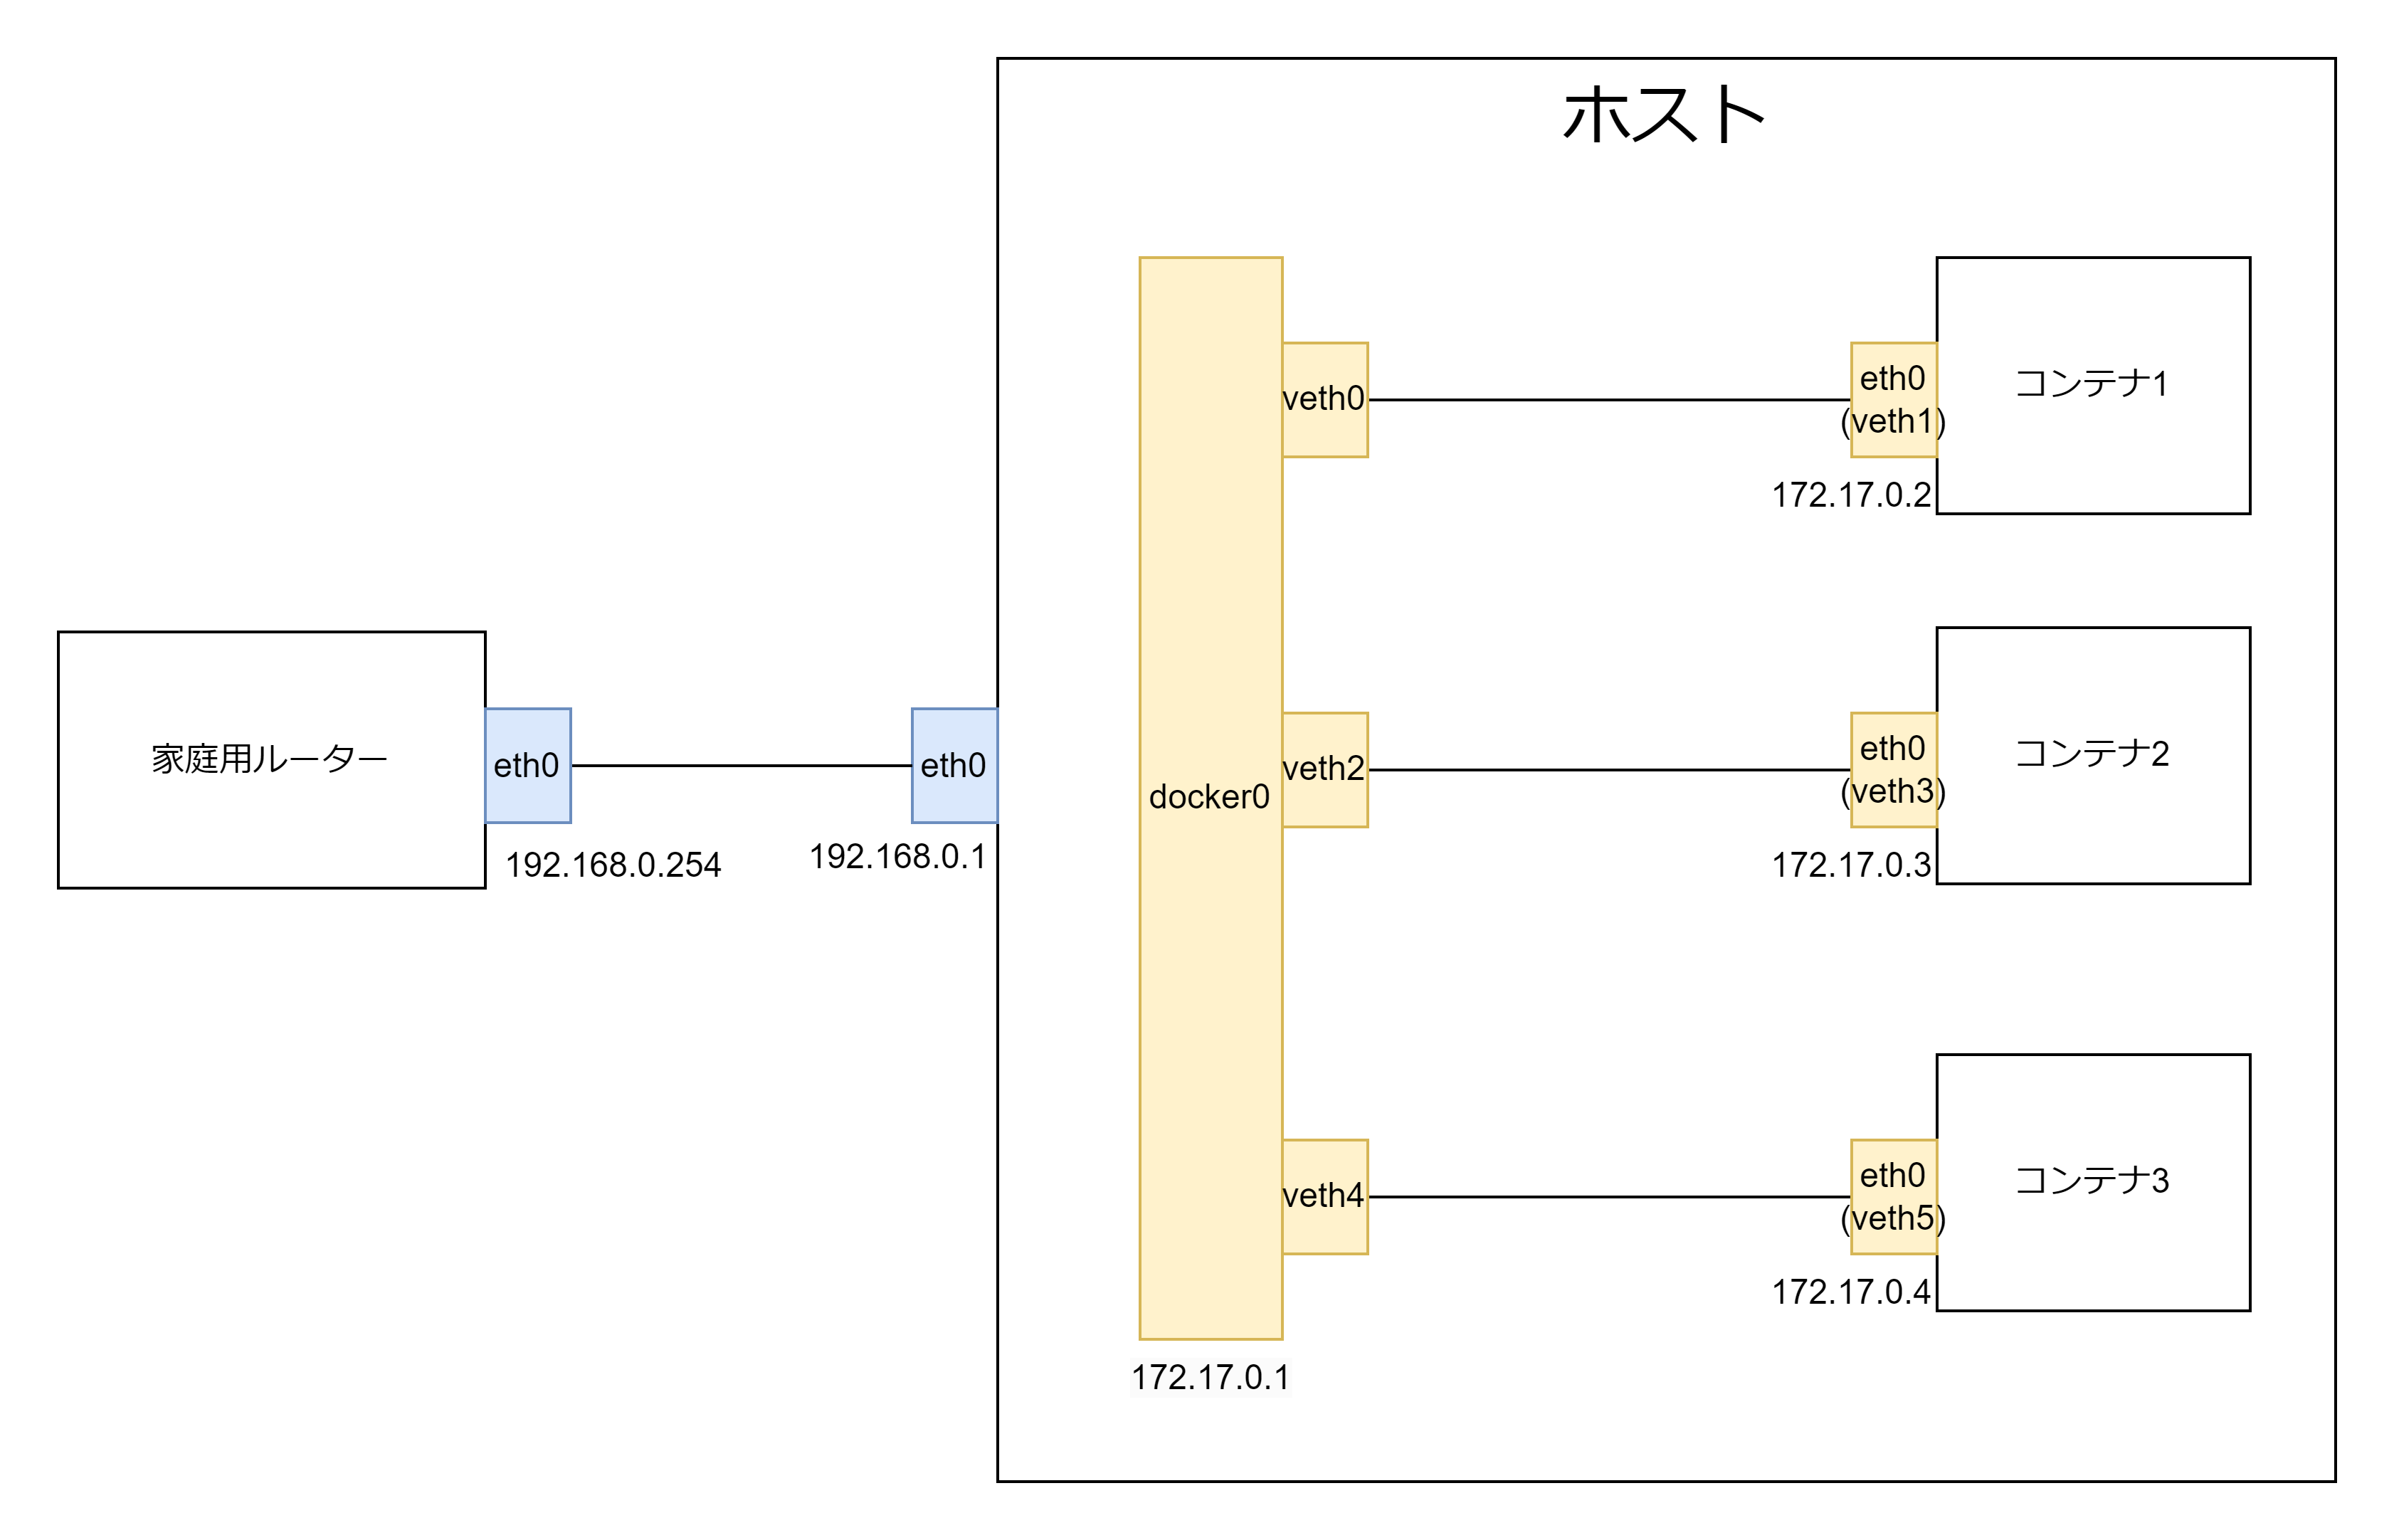 ホスト
veth0
eth0
(veth1)
コンテナ1
172.17.0.2
家庭用ルーター
eth0
192.168.0.254
eth0
192.168.0.1
docker0
veth2
eth0
(veth3)
コンテナ2
172.17.0.3
veth4
eth0
(veth5)
コンテナ3
172.17.0.4
172.17.0.1